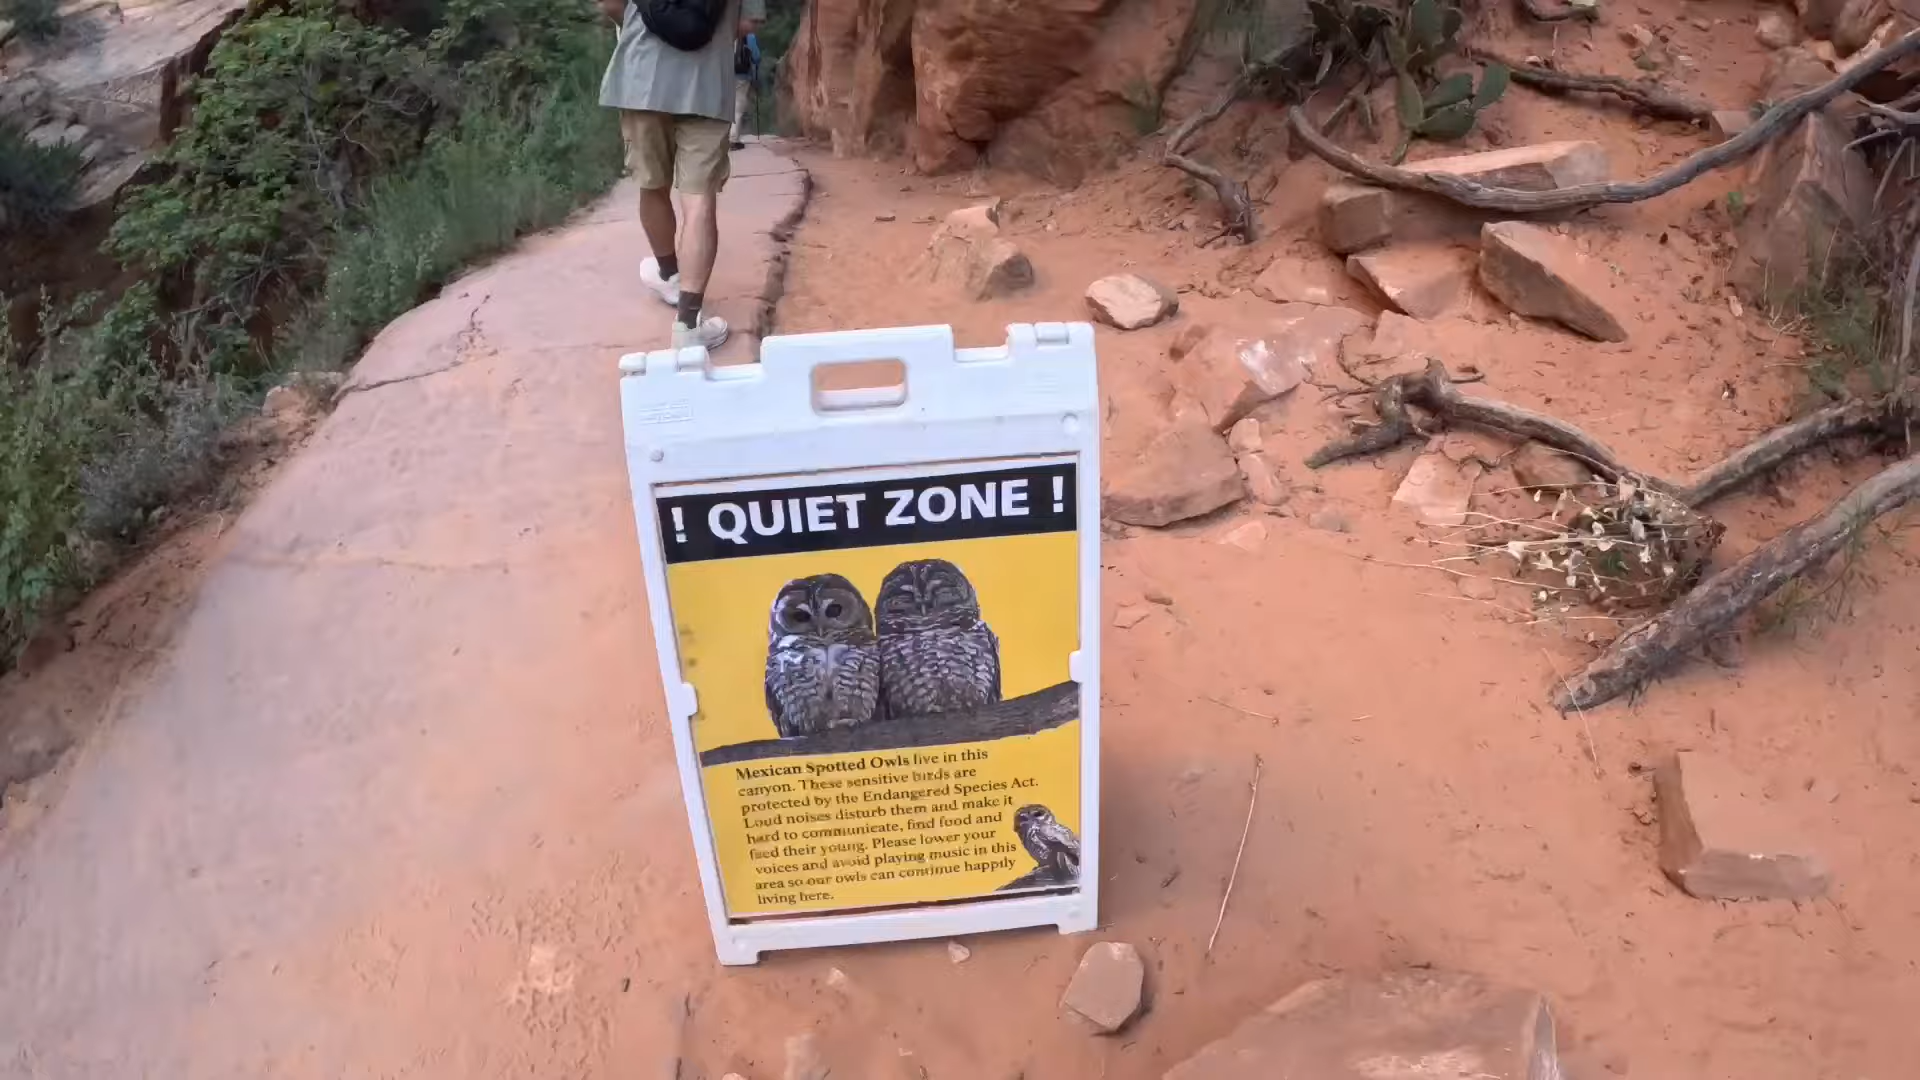 ! QUIET ZONE !
Mexican Spotted Owls live in this
canyon. These sensitive birds are
protected by the Endangered Species Act.
Loud noises disturb them and make it
hard to communicate, find food and
feed their young. Please lower your
voices and avoid playing music in this
area so our owls can continue happily
living here.